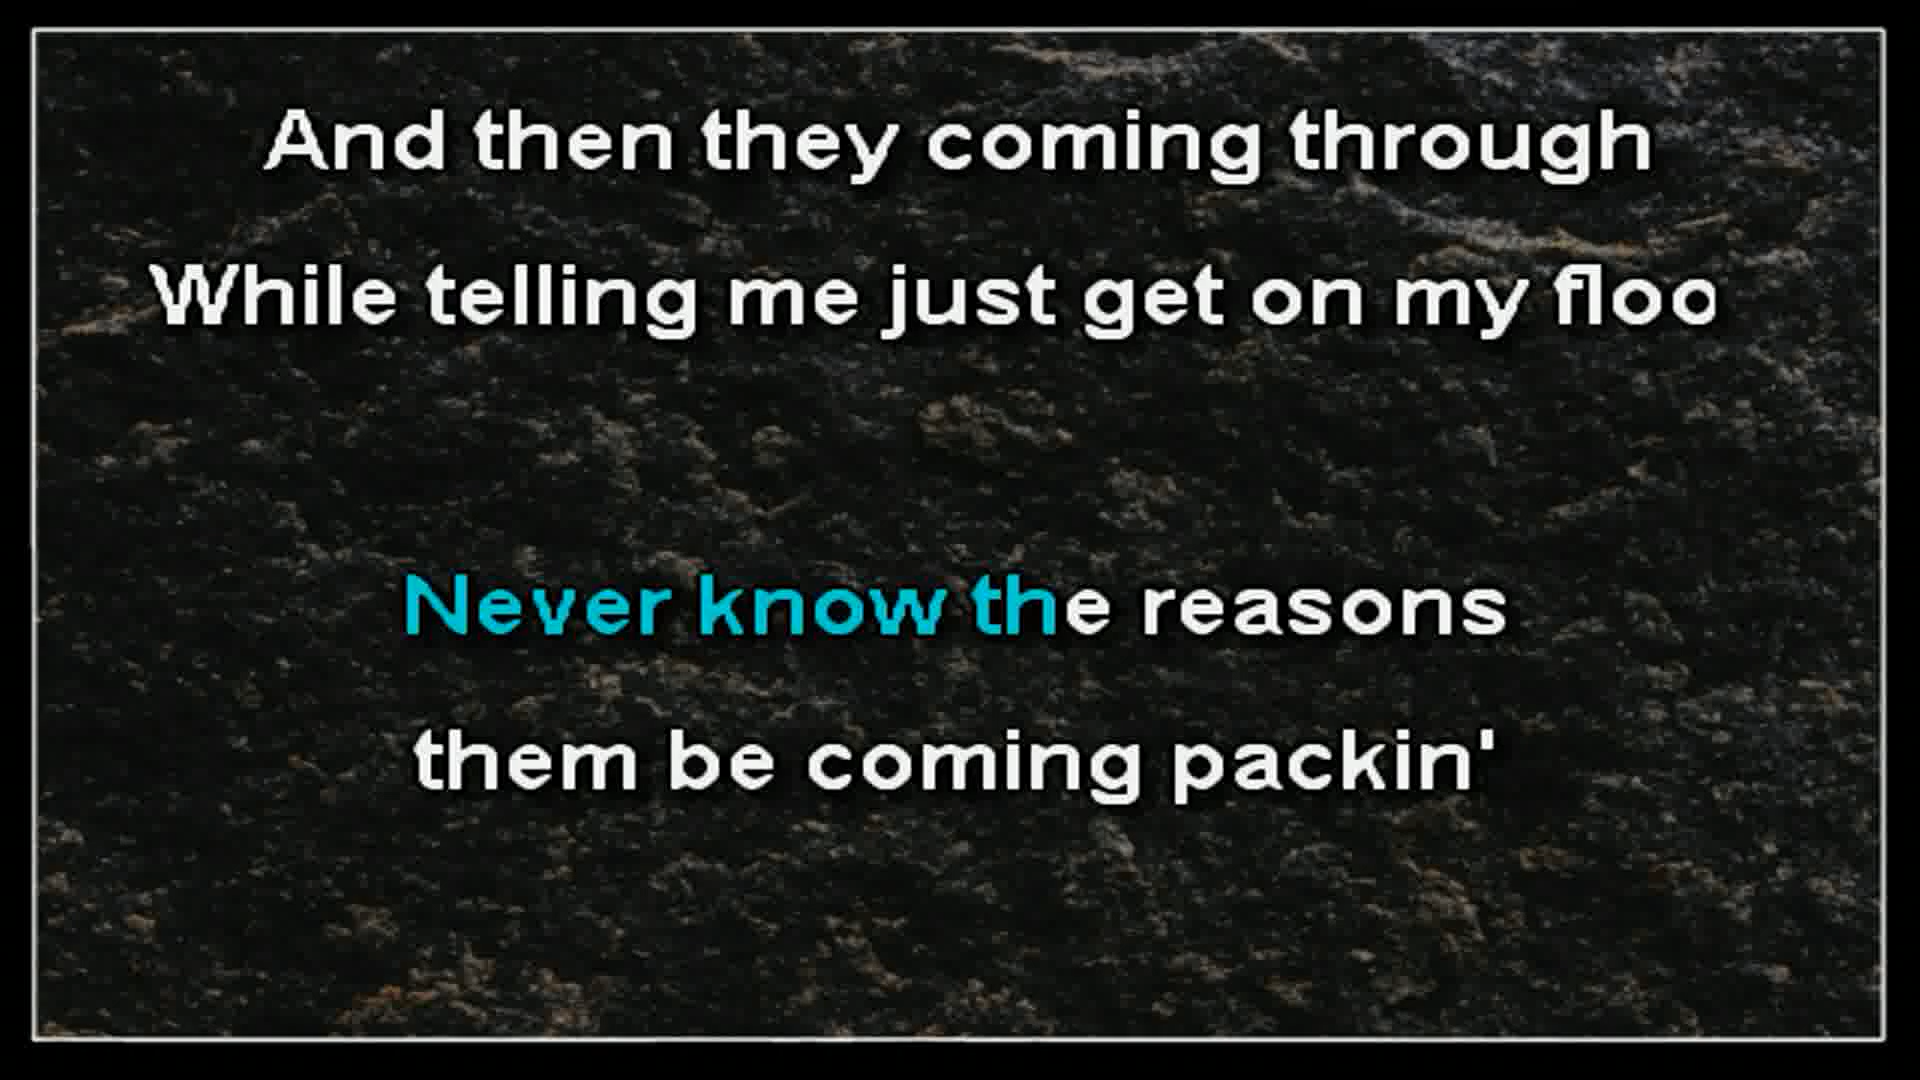 And then they coming through
While telling me just get on my floo
Never know the reasons
them be coming packin'